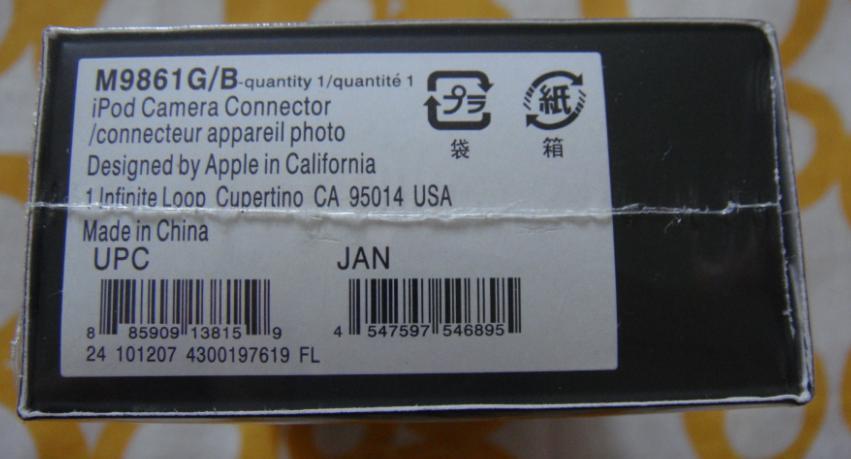 M9861G/B-quantity 1/quantité 1
iPod Camera Connector
/connecteur appareil photo
Designed by Apple in California
1 Infinite Loop Cupertino CA 95014 USA
Made in China
プラ
袋
紙
箱
UPC
JAN
8 85909 13815 9
4 547597 546895
24 101207 4300197619 FL